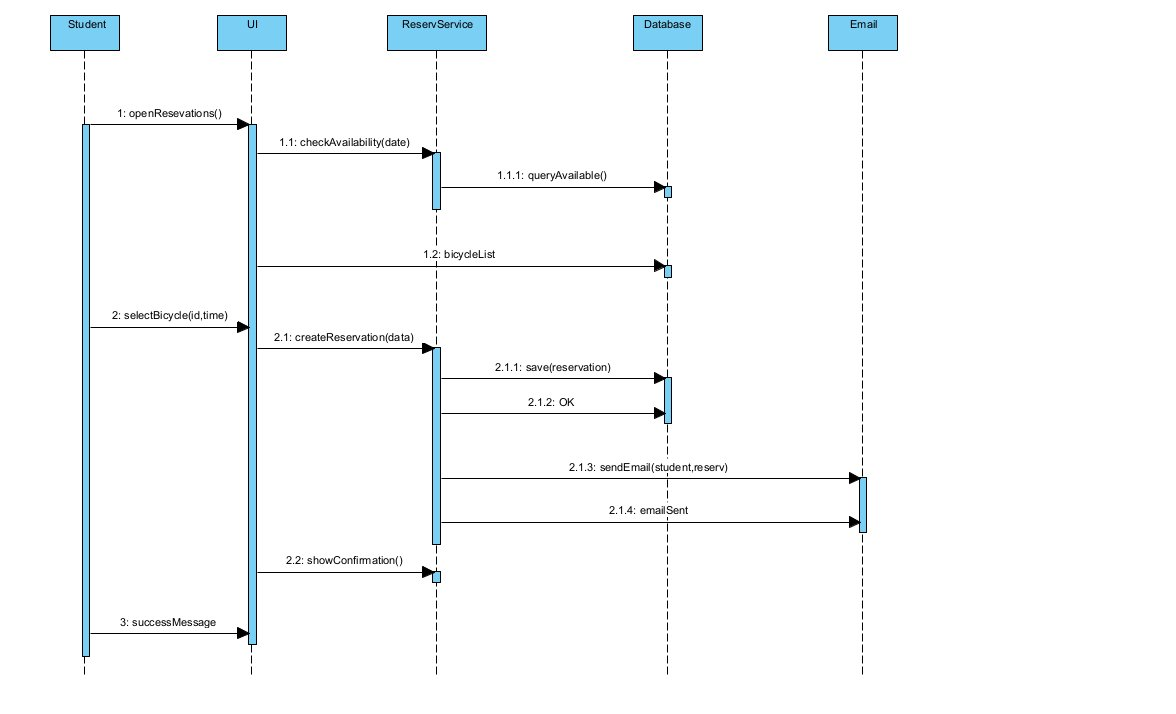 Student
UI
ReservService
Database
Email
1: openResevations()
1.1: checkAvailability(date)
1.1.1: queryAvailable()
1.2: bicycleList
2: selectBicycle(id,time)
2.1: createReservation(data)
2.1.1: save(reservation)
2.1.2: OK
2.1.3: sendEmail(student,reserv)
2.1.4: emailSent
2.2: showConfirmation()
3: successMessage